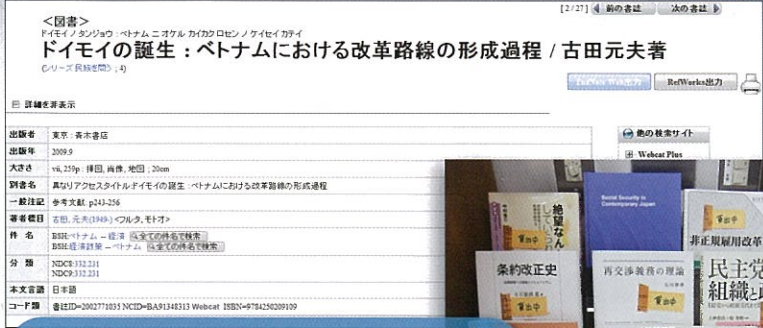 [2/27] 前の書誌 次の書誌
<図書>
ドイモイ ノ タンジョウ : ベトナム ニ オケル カイカク ロセン ノ ケイセイ カテイ
ドイモイの誕生 : ベトナムにおける改革路線の形成過程 / 古田元夫著
(シリーズ民族を問う ; 4)
EndNote Web出力 RefWorks出力
詳細を非表示
出版者 東京 : 青木書店
出版年 2009.9
大きさ vii, 259p : 挿図, 肖像, 地図 ; 20cm
別書名 異なりアクセスタイトル:ドイモイの誕生 : ベトナムにおける改革路線の形成過程
一般注記 参考文献: p243-256
著者標目 古田, 元夫(1949-) <フルタ, モトオ>
件 名 BSH:ベトナム -- 経済 全ての件名で検索
BSH:経済政策 -- ベトナム 全ての件名で検索
分 類 NDC8:332.231
NDC9:332.231
本文言語 日本語
コード類 書誌ID=2002771035 NCID=BA91348313 Webcat ISBN=9784250209109
他の検索サイト
Webcat Plus
絶望なん
貸出中
Social Security in
Contemporary Japan
貸出中
非正規雇用改革
条約改正史
貸出中
再交渉義務の理論
貸出中
民主党
組織と